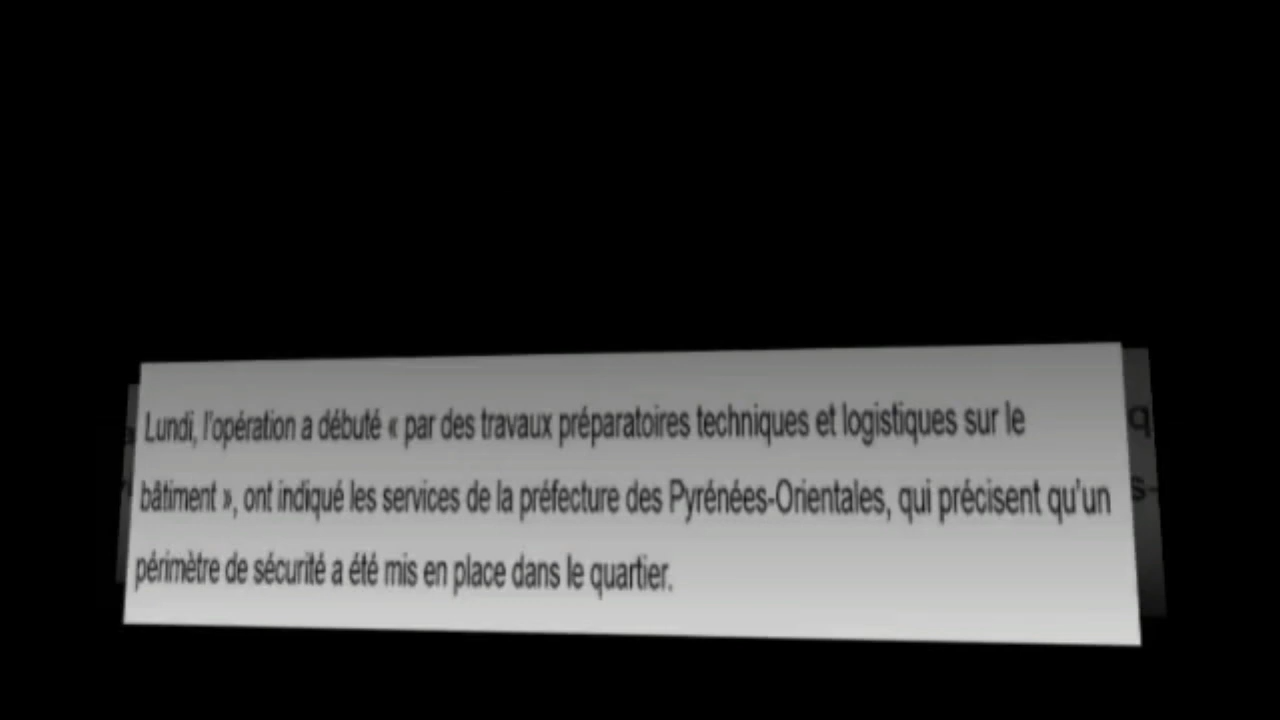 Lundi, l'opération a débuté « par des travaux préparatoires techniques et logistiques sur le
bâtiment », ont indiqué les services de la préfecture des Pyrénées-Orientales, qui précisent qu'un
périmètre de sécurité a été mis en place dans le quartier.